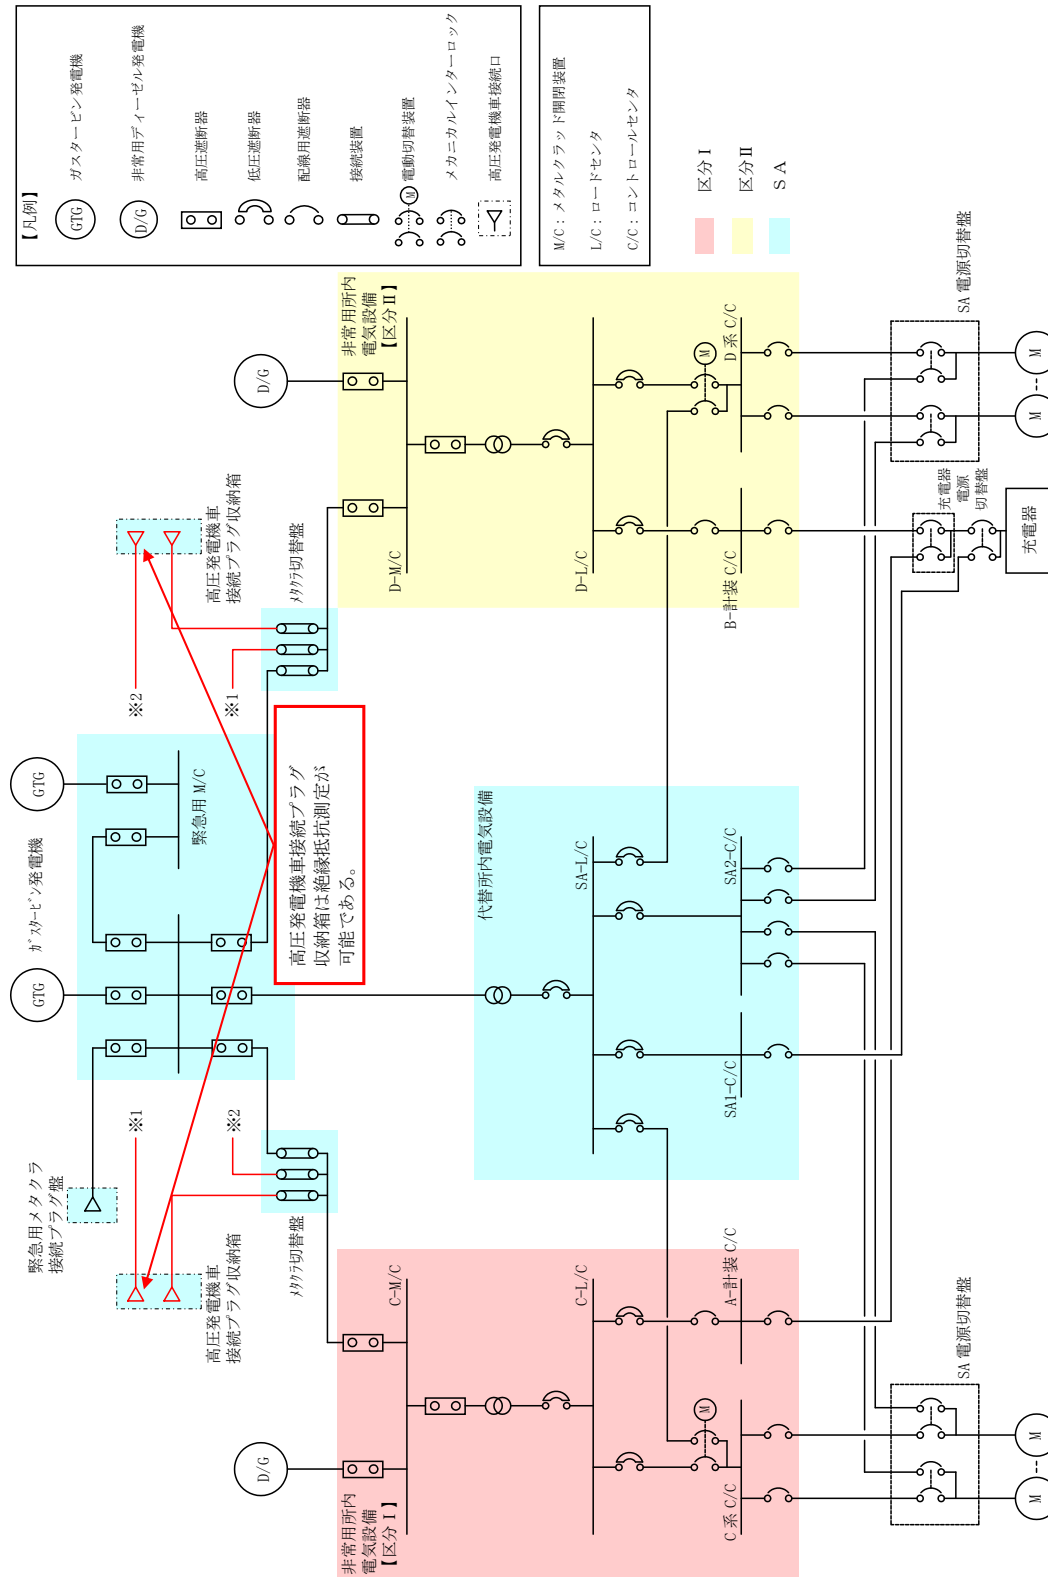 【凡例】
GTG
ガスタービン発電機
D/G
非常用ディーゼル発電機
高圧遮断器
低圧遮断器
配線用遮断器
接続装置
M
電動切替装置
メカニカルインターロック
高圧発電機車接続口
M/C：メタルクラッド開閉装置
L/C：ロードセンタ
C/C：コントロールセンタ
区分Ⅰ
区分Ⅱ
ＳＡ
GTG
ガスタービン発電機
GTG
緊急用 M/C
緊急用メタクラ
接続プラグ盤
※1
※2
高圧発電機車
接続プラグ収納箱
メタクラ切替盤
※2
※1
高圧発電機車
接続プラグ収納箱
メタクラ切替盤
高圧発電機車接続プラグ
収納箱は絶縁抵抗測定が
可能である。
D/G
非常用所内
電気設備
【区分Ⅰ】
C-M/C
C-L/C
M
C 系 C/C
A-計装 C/C
代替所内電気設備
SA-L/C
SA1-C/C
SA2-C/C
D/G
非常用所内
電気設備
【区分Ⅱ】
D-M/C
D-L/C
M
B-計装 C/C
D 系 C/C
SA 電源切替盤
M
M
充電器
電源
切替盤
充電器
SA 電源切替盤
M
M